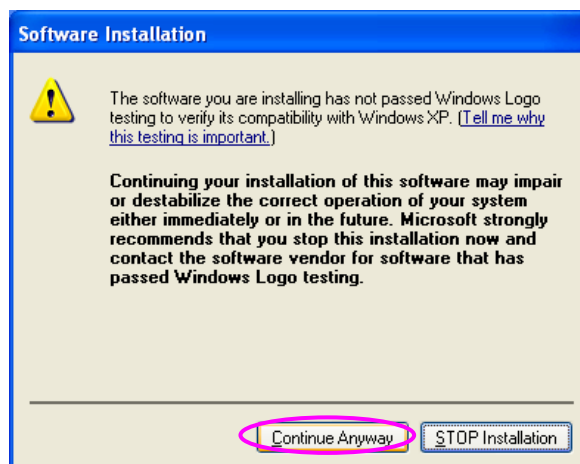 Software Installation
The software you are installing has not passed Windows Logo
testing to verify its compatibility with Windows XP. (Tell me why
this testing is important.)
Continuing your installation of this software may impair
or destabilize the correct operation of your system
either immediately or in the future. Microsoft strongly
recommends that you stop this installation now and
contact the software vendor for software that has
passed Windows Logo testing.
Continue Anyway
STOP Installation